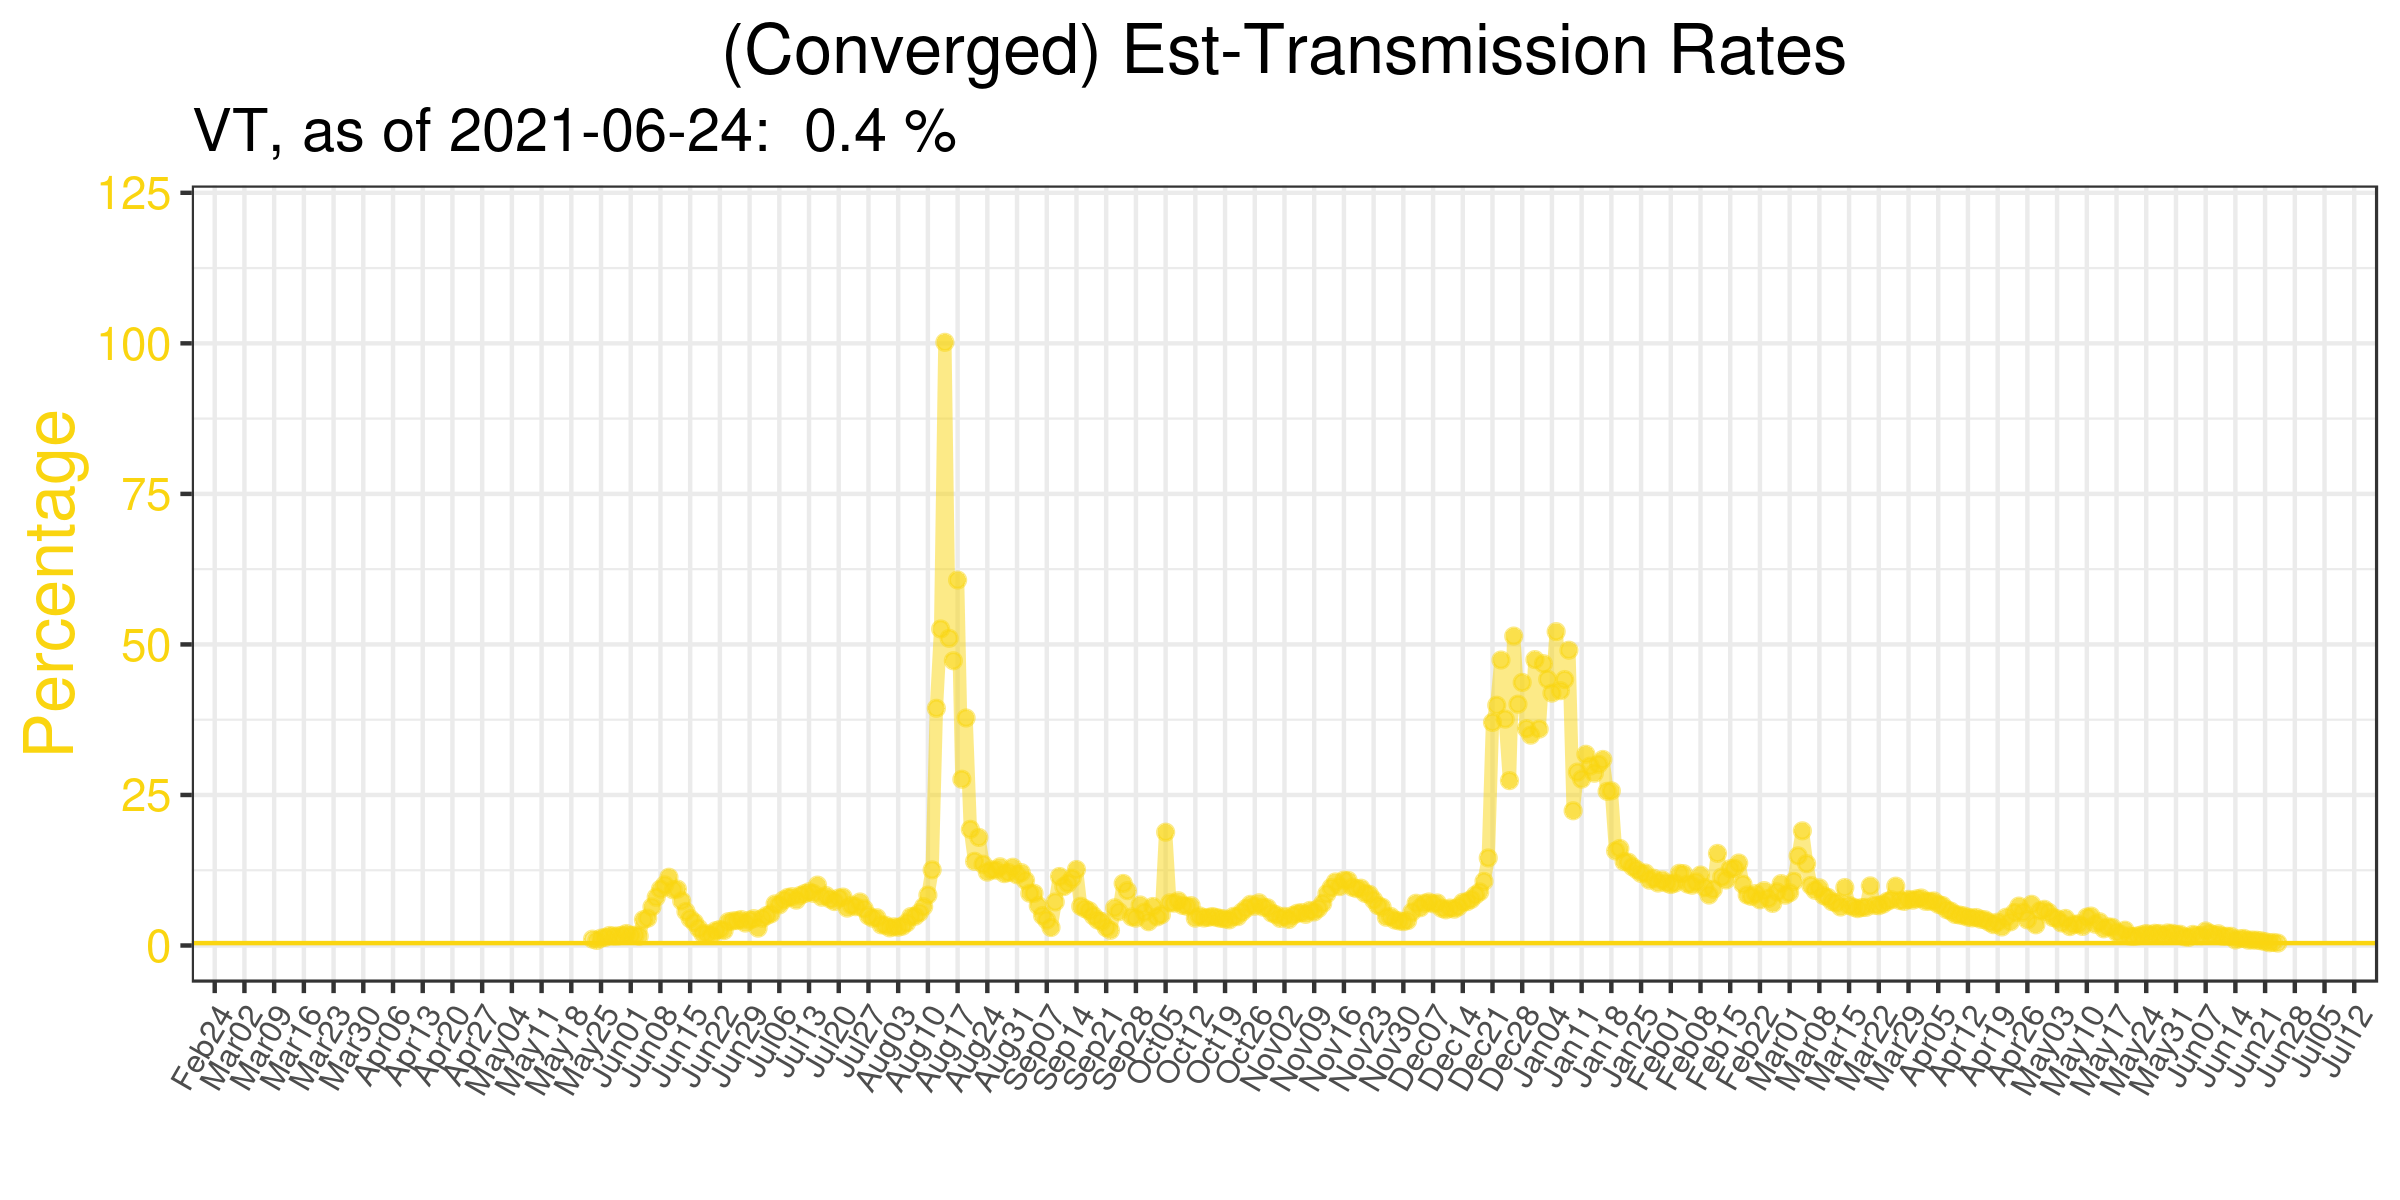 (Converged) Est-Transmission Rates
VT, as of 2021-06-24:  0.4 %
Percentage
125
100
75
50
25
0
Feb24
Mar02
Mar09
Mar16
Mar23
Mar30
Apr06
Apr13
Apr20
Apr27
May04
May11
May18
May25
Jun01
Jun08
Jun15
Jun22
Jun29
Jul06
Jul13
Jul20
Jul27
Aug03
Aug10
Aug17
Aug24
Aug31
Sep07
Sep14
Sep21
Sep28
Oct05
Oct12
Oct19
Oct26
Nov02
Nov09
Nov16
Nov23
Nov30
Dec07
Dec14
Dec21
Dec28
Jan04
Jan11
Jan18
Jan25
Feb01
Feb08
Feb15
Feb22
Mar01
Mar08
Mar15
Mar22
Mar29
Apr05
Apr12
Apr19
Apr26
May03
May10
May17
May24
May31
Jun07
Jun14
Jun21
Jun28
Jul05
Jul12